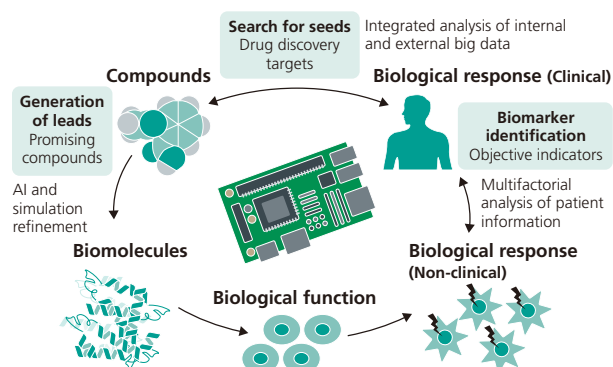 Search for seeds
Drug discovery
targets
Integrated analysis of internal
and external big data
Compounds
Biological response (Clinical)
Generation
of leads
Promising
compounds
Biomarker
identification
Objective indicators
AI and
simulation
refinement
Multifactorial
analysis of patient
information
Biomolecules
Biological response
(Non-clinical)
Biological function